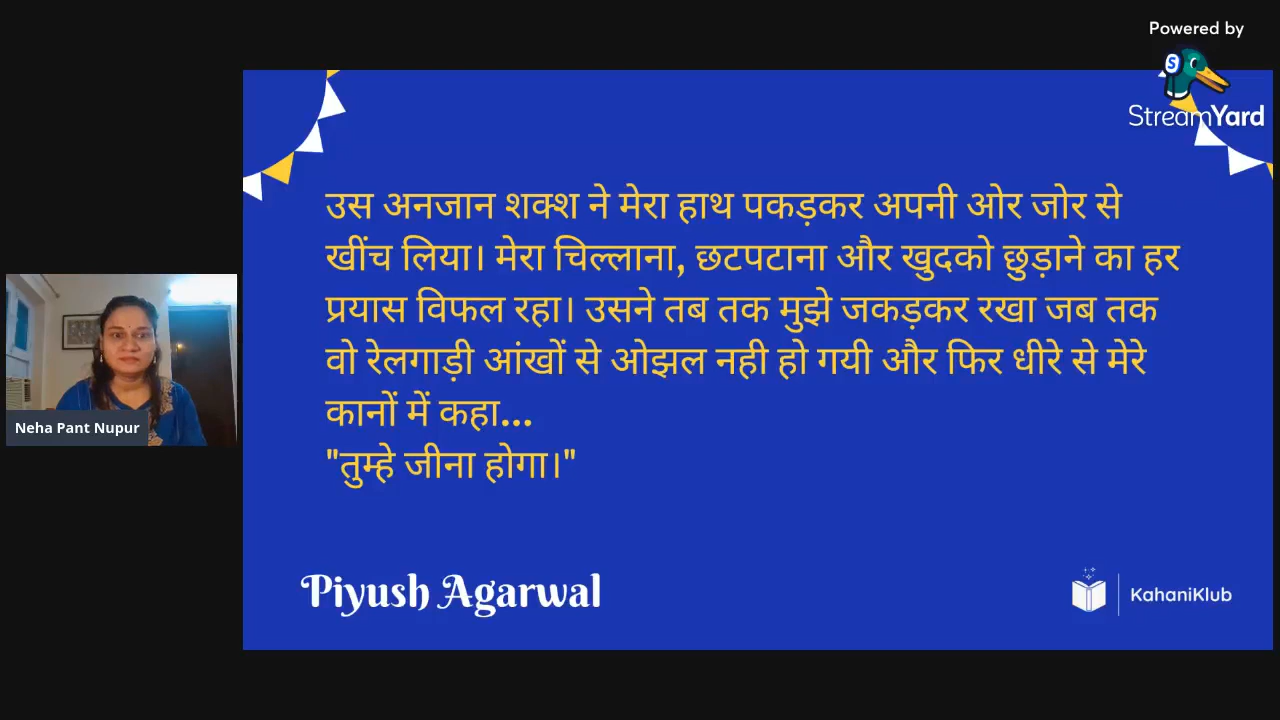 Powered by
StreamYard
उस अनजान शक्श ने मेरा हाथ पकड़कर अपनी ओर जोर से
खींच लिया। मेरा चिल्लाना, छटपटाना और खुदको छुड़ाने का हर
प्रयास विफल रहा। उसने तब तक मुझे जकड़कर रखा जब तक
वो रेलगाड़ी आंखों से ओझल नही हो गयी और फिर धीरे से मेरे
कानों में कहा...
"तुम्हे जीना होगा।"
Neha Pant Nupur
Piyush Agarwal
KahaniKlub